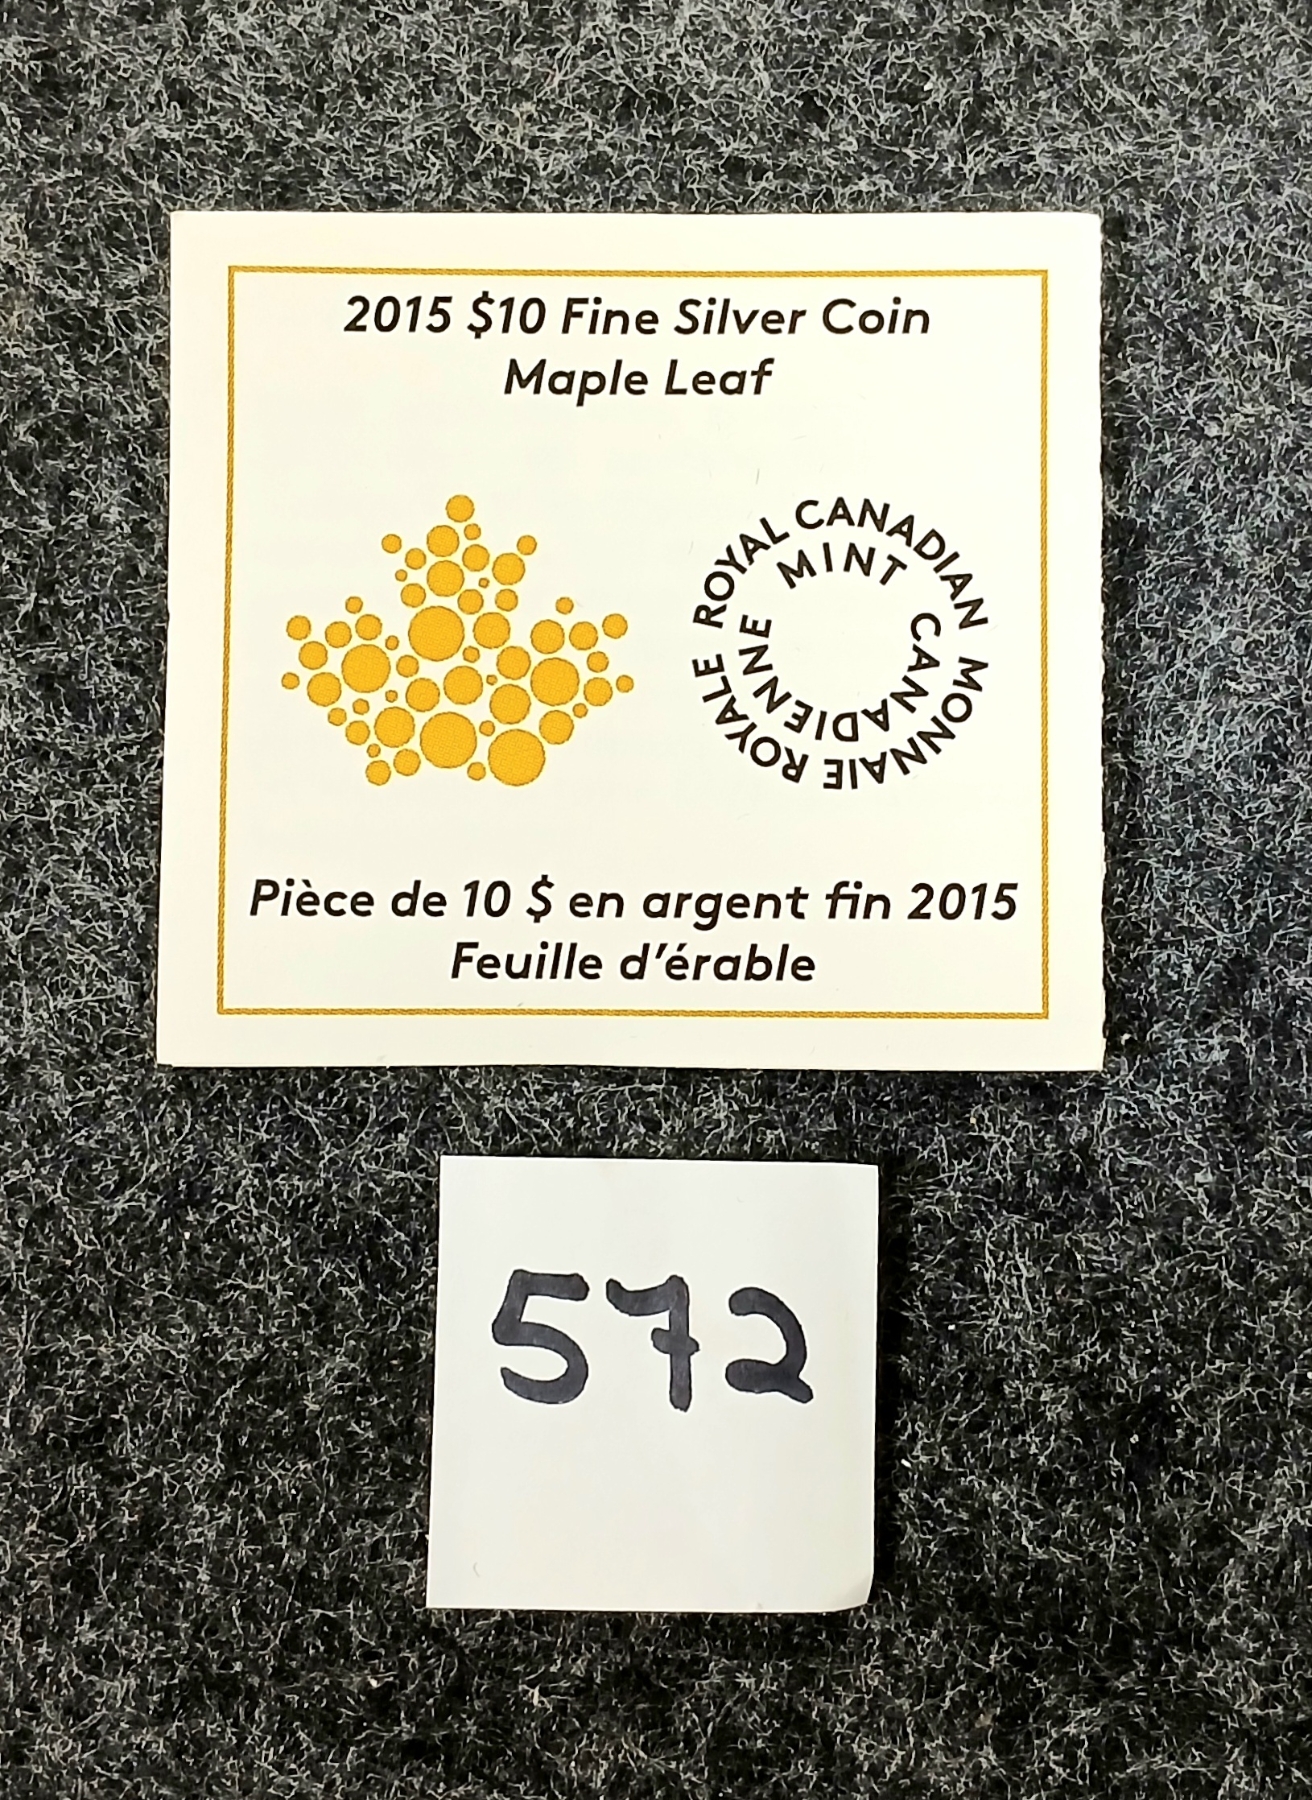 2015 $10 Fine Silver Coin
Maple Leaf
ROYAL CANADIAN
MINT
MONNAIE ROYALE
CANADIENNE
Pièce de 10 $ en argent fin 2015
Feuille d'érable
572